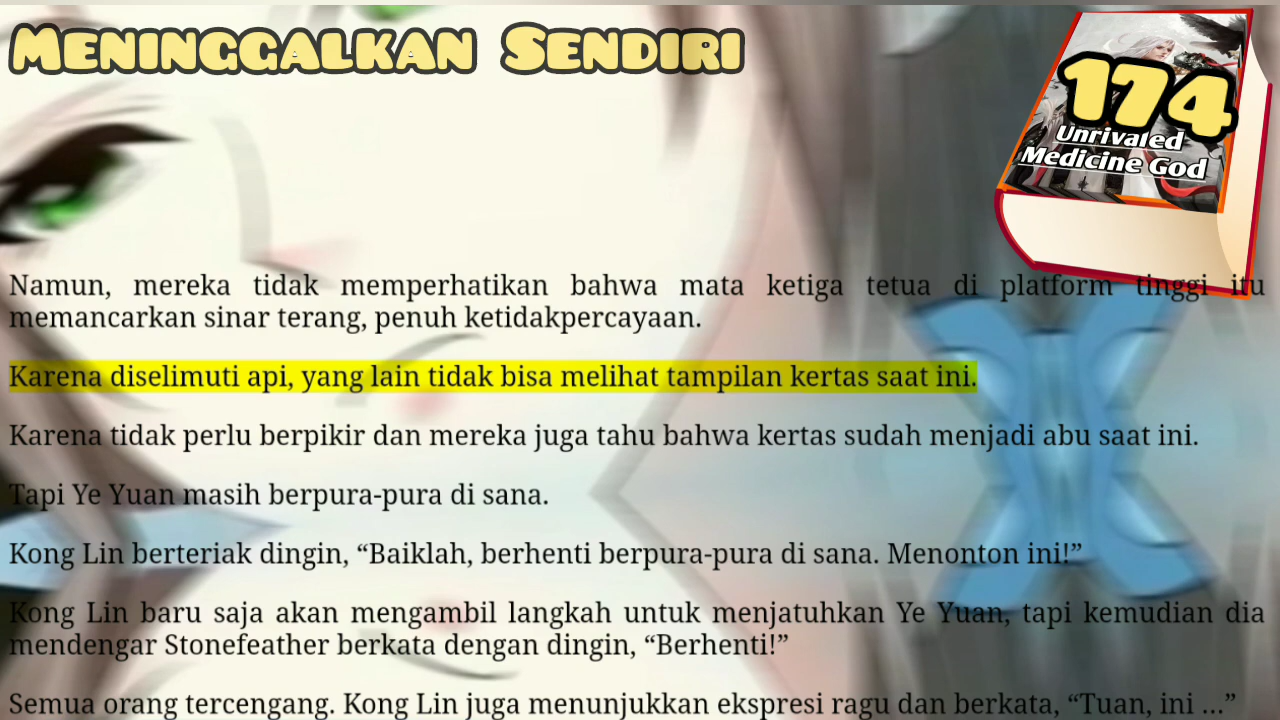 Meninggalkan Sendiri
174
Unrivaled
Medicine God
Namun, mereka tidak memperhatikan bahwa mata ketiga tetua di platform tinggi itu
memancarkan sinar terang, penuh ketidakpercayaan.
Karena diselimuti api, yang lain tidak bisa melihat tampilan kertas saat ini.
Karena tidak perlu berpikir dan mereka juga tahu bahwa kertas sudah menjadi abu saat ini.
Tapi Ye Yuan masih berpura-pura di sana.
Kong Lin berteriak dingin, “Baiklah, berhenti berpura-pura di sana. Menonton ini!”
Kong Lin baru saja akan mengambil langkah untuk menjatuhkan Ye Yuan, tapi kemudian dia
mendengar Stonefeather berkata dengan dingin, “Berhenti!”
Semua orang tercengang. Kong Lin juga menunjukkan ekspresi ragu dan berkata, “Tuan, ini ...”